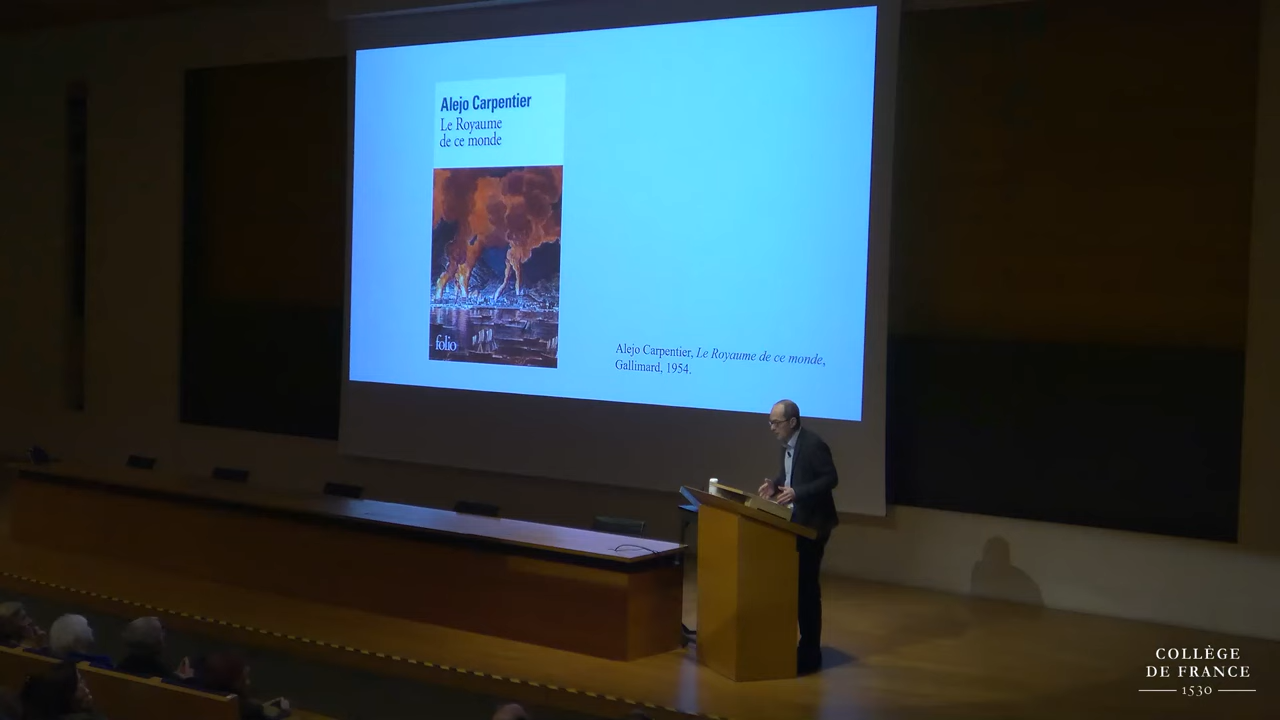 Alejo Carpentier
Le Royaume
de ce monde
folio
Alejo Carpentier, Le Royaume de ce monde,
Gallimard, 1954.
COLLÈGE
DE FRANCE
1530